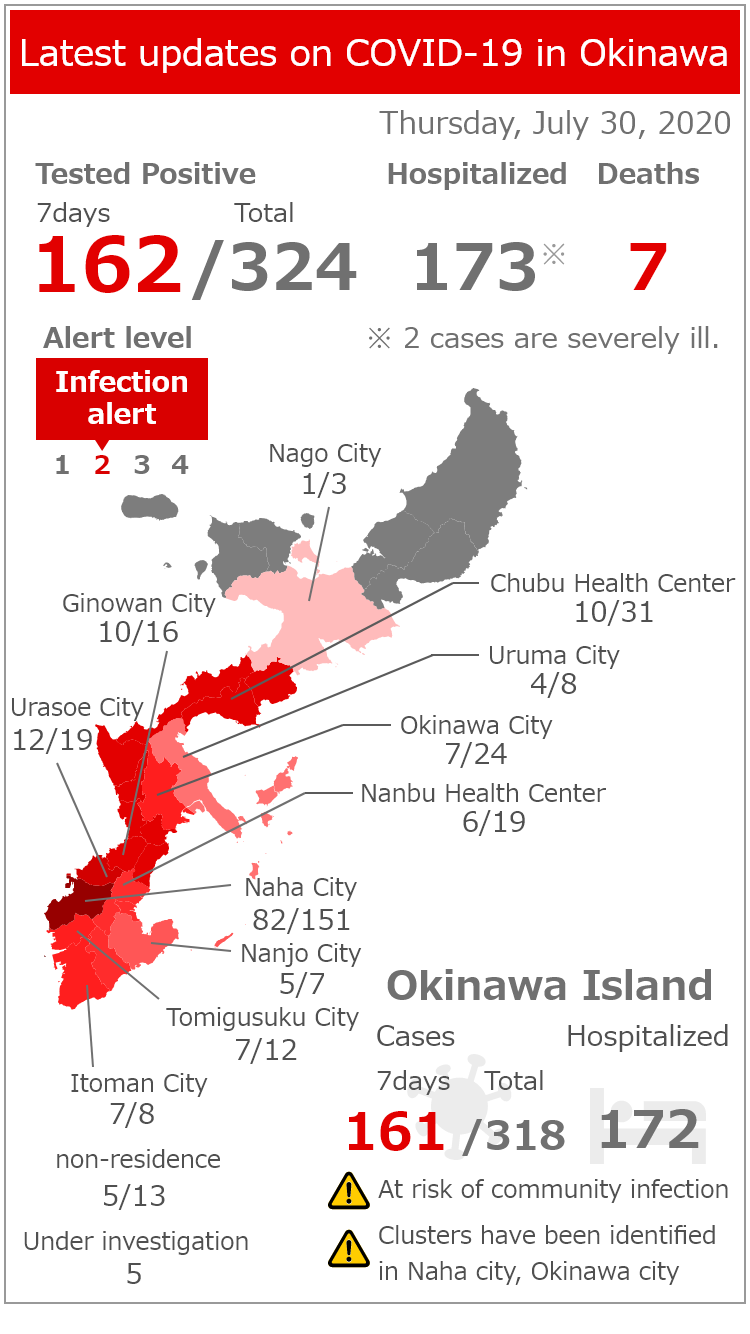 Latest updates on COVID-19 in Okinawa
Thursday, July 30, 2020
Tested Positive
Hospitalized
Deaths
7days
Total
162/324
173※
7
Alert level
※ 2 cases are severely ill.
Infection
alert
1 2 3 4
Nago City
1/3
Chubu Health Center
10/31
Ginowan City
10/16
Uruma City
4/8
Urasoe City
12/19
Okinawa City
7/24
Nanbu Health Center
6/19
Naha City
82/151
Nanjo City
5/7
Tomigusuku City
7/12
Itoman City
7/8
non-residence
5/13
Under investigation
5
Okinawa Island
Cases
Hospitalized
7days
Total
161/318
172
At risk of community infection
Clusters have been identified
in Naha city, Okinawa city